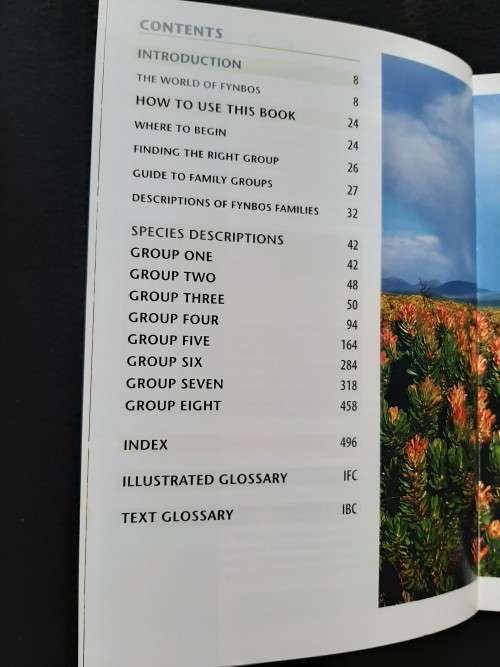 CONTENTS
INTRODUCTION 8
THE WORLD OF FYNBOS 8
HOW TO USE THIS BOOK 24
WHERE TO BEGIN 24
FINDING THE RIGHT GROUP 26
GUIDE TO FAMILY GROUPS 27
DESCRIPTIONS OF FYNBOS FAMILIES 32
SPECIES DESCRIPTIONS 42
GROUP ONE 42
GROUP TWO 48
GROUP THREE 50
GROUP FOUR 94
GROUP FIVE 164
GROUP SIX 284
GROUP SEVEN 318
GROUP EIGHT 458
INDEX 496
ILLUSTRATED GLOSSARY IFC
TEXT GLOSSARY IBC